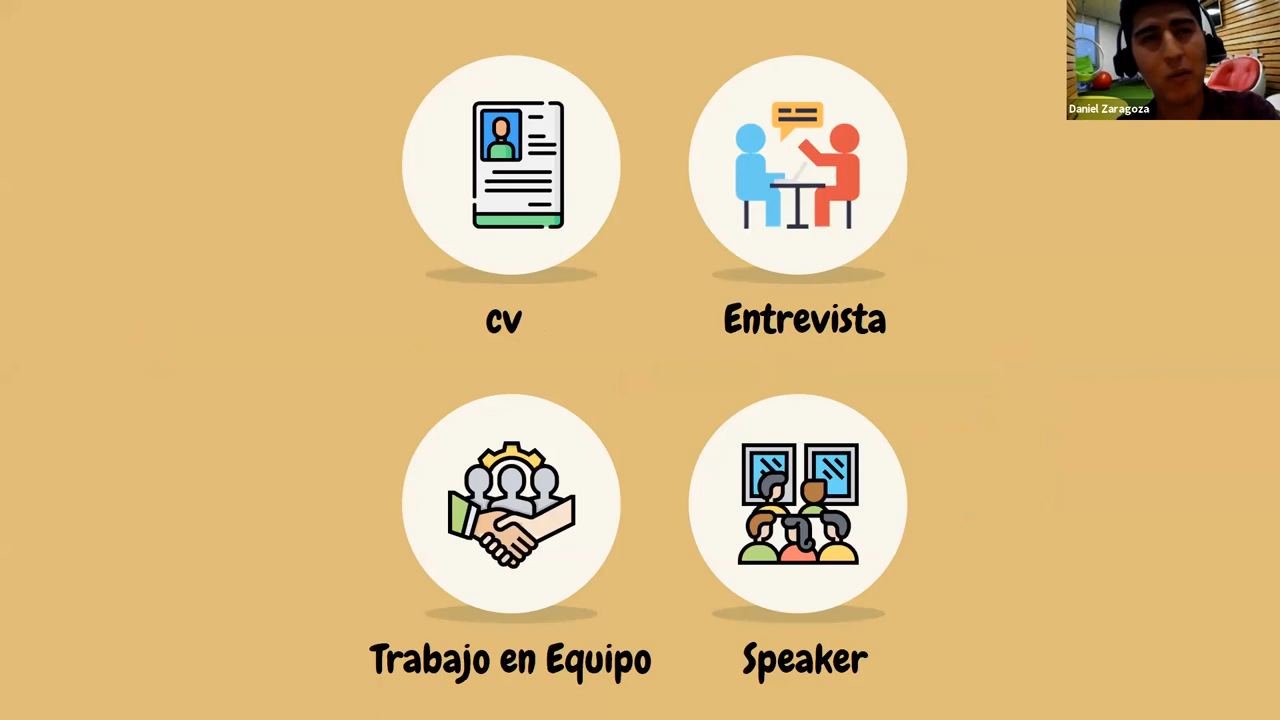 Daniel Zaragoza
cv
Entrevista
Trabajo en Equipo
Speaker